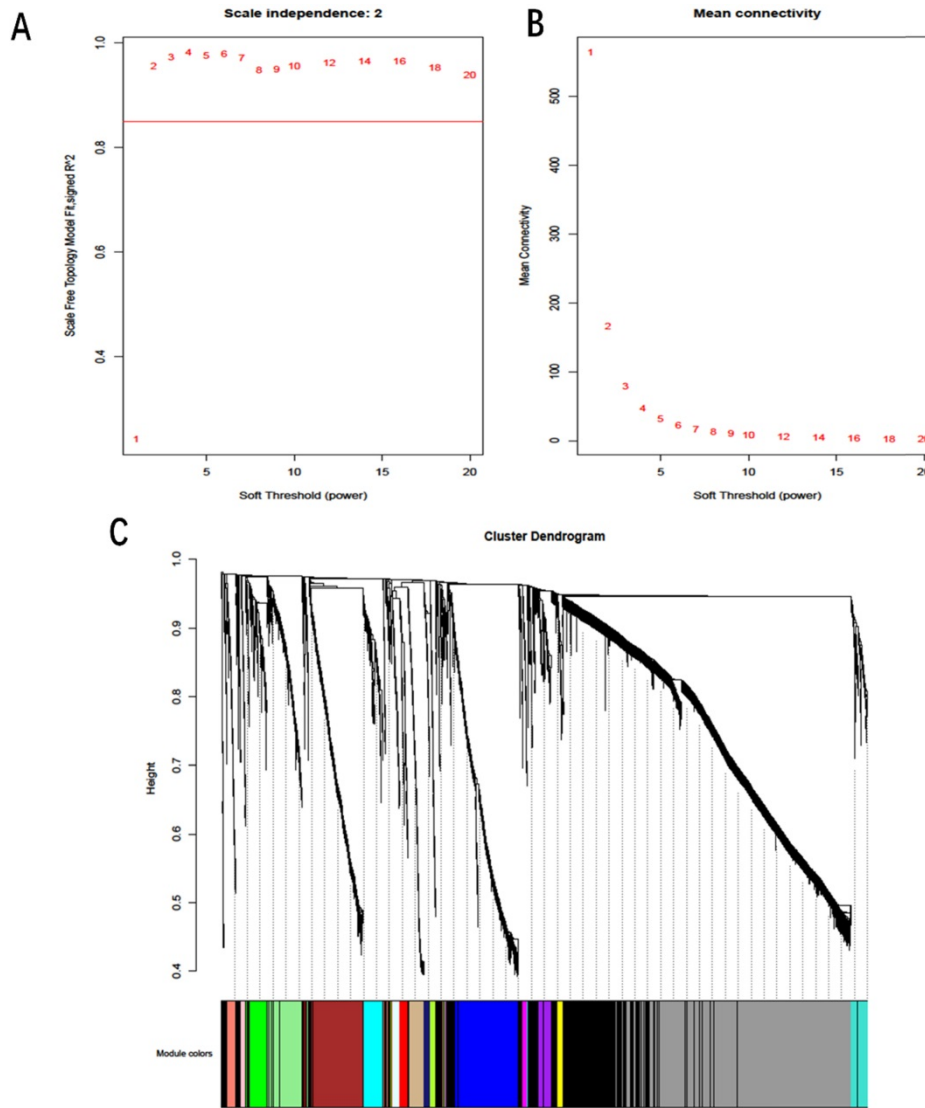 A
Scale independence: 2
Scale Free Topology Model Fit,signed R^2
1.0
0.8
0.6
0.4
1 2 3 4 5 6 7 8 9 10 12 14 16 18 20
5 10 15 20
Soft Threshold (power)
B
Mean connectivity
Mean Connectivity
500
400
300
200
100
0
1 2 3 4 5 6 7 8 9 10 12 14 16 18 20
5 10 15 20
Soft Threshold (power)
C
Cluster Dendrogram
Height
1.0
0.9
0.8
0.7
0.6
0.5
0.4
Module colors